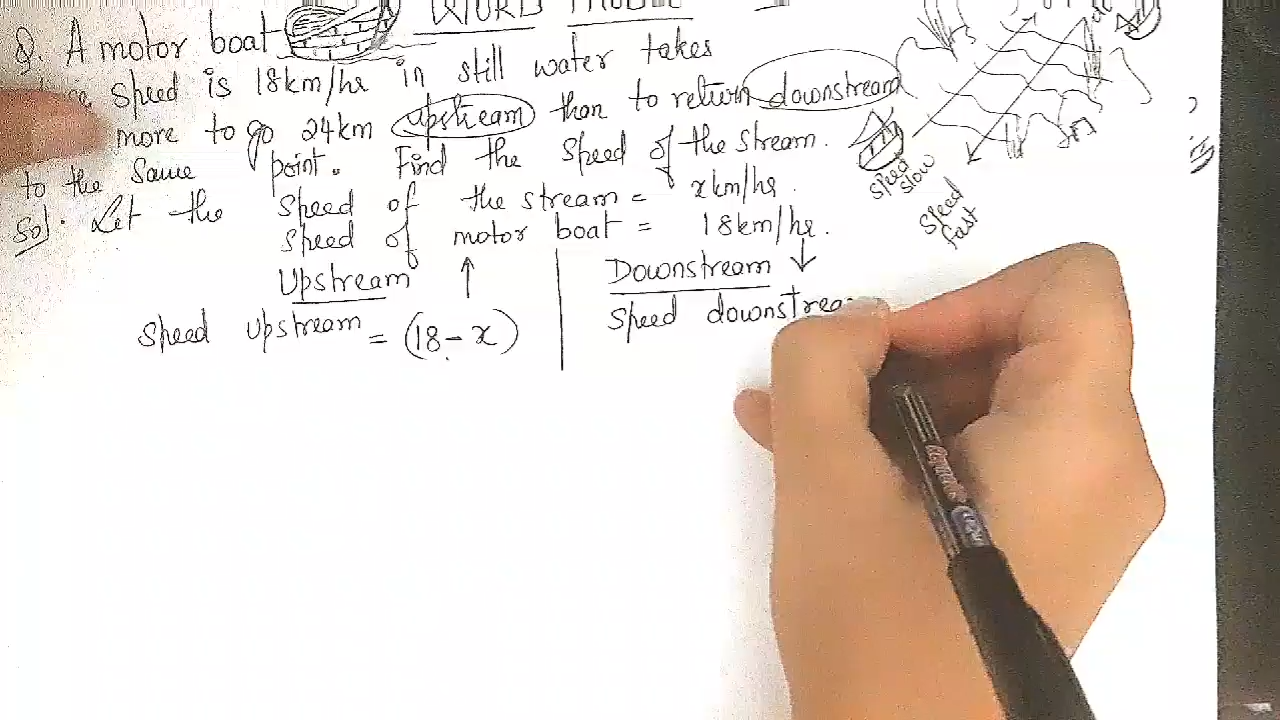 WORD
Q. A motor boat
speed is 18km/hr in still water takes
more to go 24km upstream than to return downstream
to the same point. Find the speed of the stream.
Sol. Let the speed of the stream = x km/hr.
speed of motor boat = 18km/hr.
Upstream ↑
Downstream ↓
speed upstream = (18 - x)
speed downstrea
speed slow
speed fast